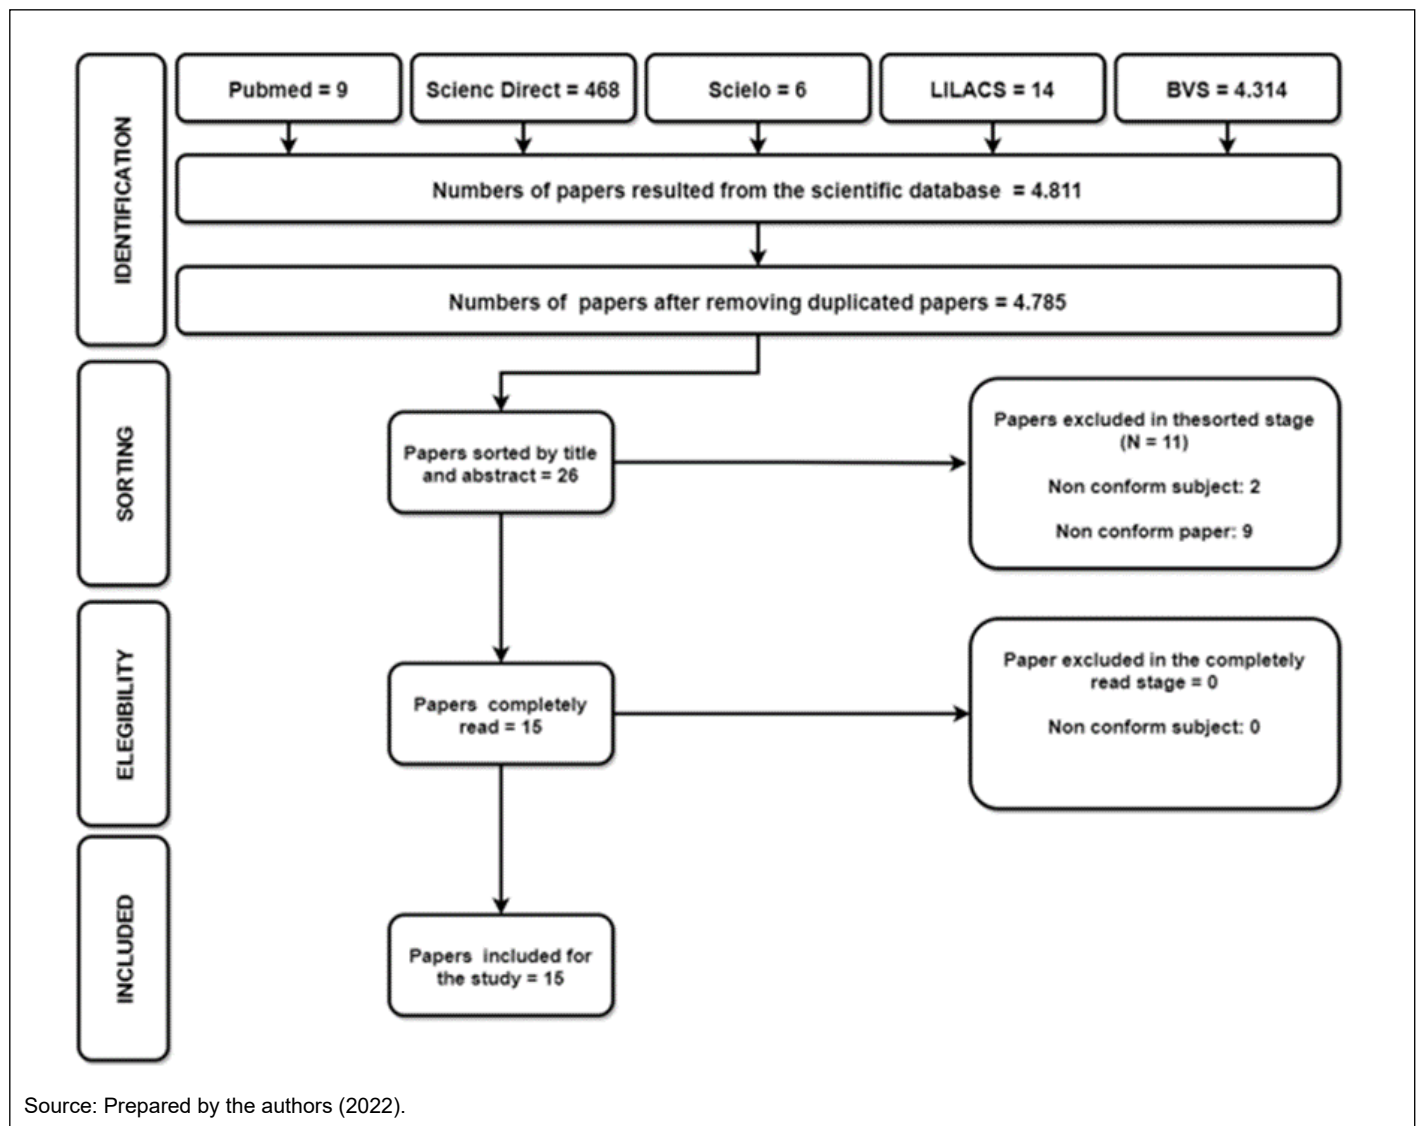 IDENTIFICATION
Pubmed = 9
Scienc Direct = 468
Scielo = 6
LILACS = 14
BVS = 4.314
Numbers of papers resulted from the scientific database = 4.811
Numbers of papers after removing duplicated papers = 4.785
SORTING
Papers sorted by title
and abstract = 26
Papers excluded in thesorted stage
(N = 11)
Non conform subject: 2
Non conform paper: 9
ELEGIBILITY
Papers completely
read = 15
Paper excluded in the completely
read stage = 0
Non conform subject: 0
INCLUDED
Papers included for
the study = 15
Source: Prepared by the authors (2022).